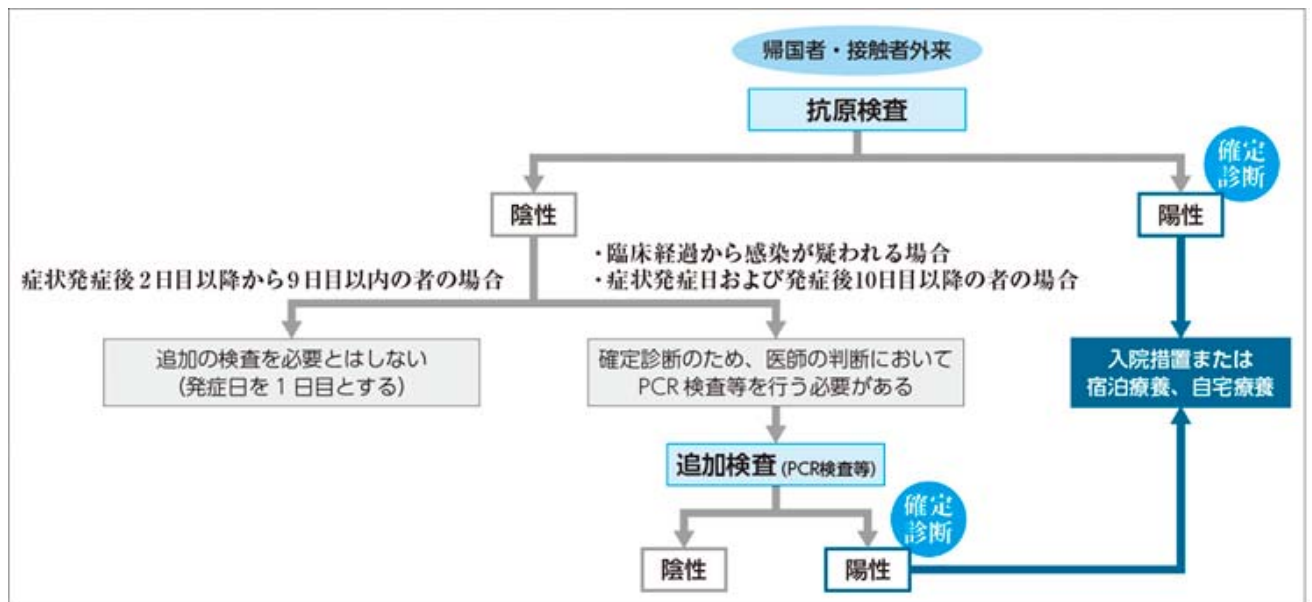 帰国者・接触者外来
抗原検査
確定
診断
陰性
陽性
症状発症後2日目以降から9日目以内の者の場合
・臨床経過から感染が疑われる場合
・症状発症日および発症後10日目以降の者の場合
追加の検査を必要とはしない
(発症日を1日目とする)
確定診断のため、医師の判断において
PCR検査等を行う必要がある
入院措置または
宿泊療養、自宅療養
追加検査(PCR検査等)
確定
診断
陰性
陽性